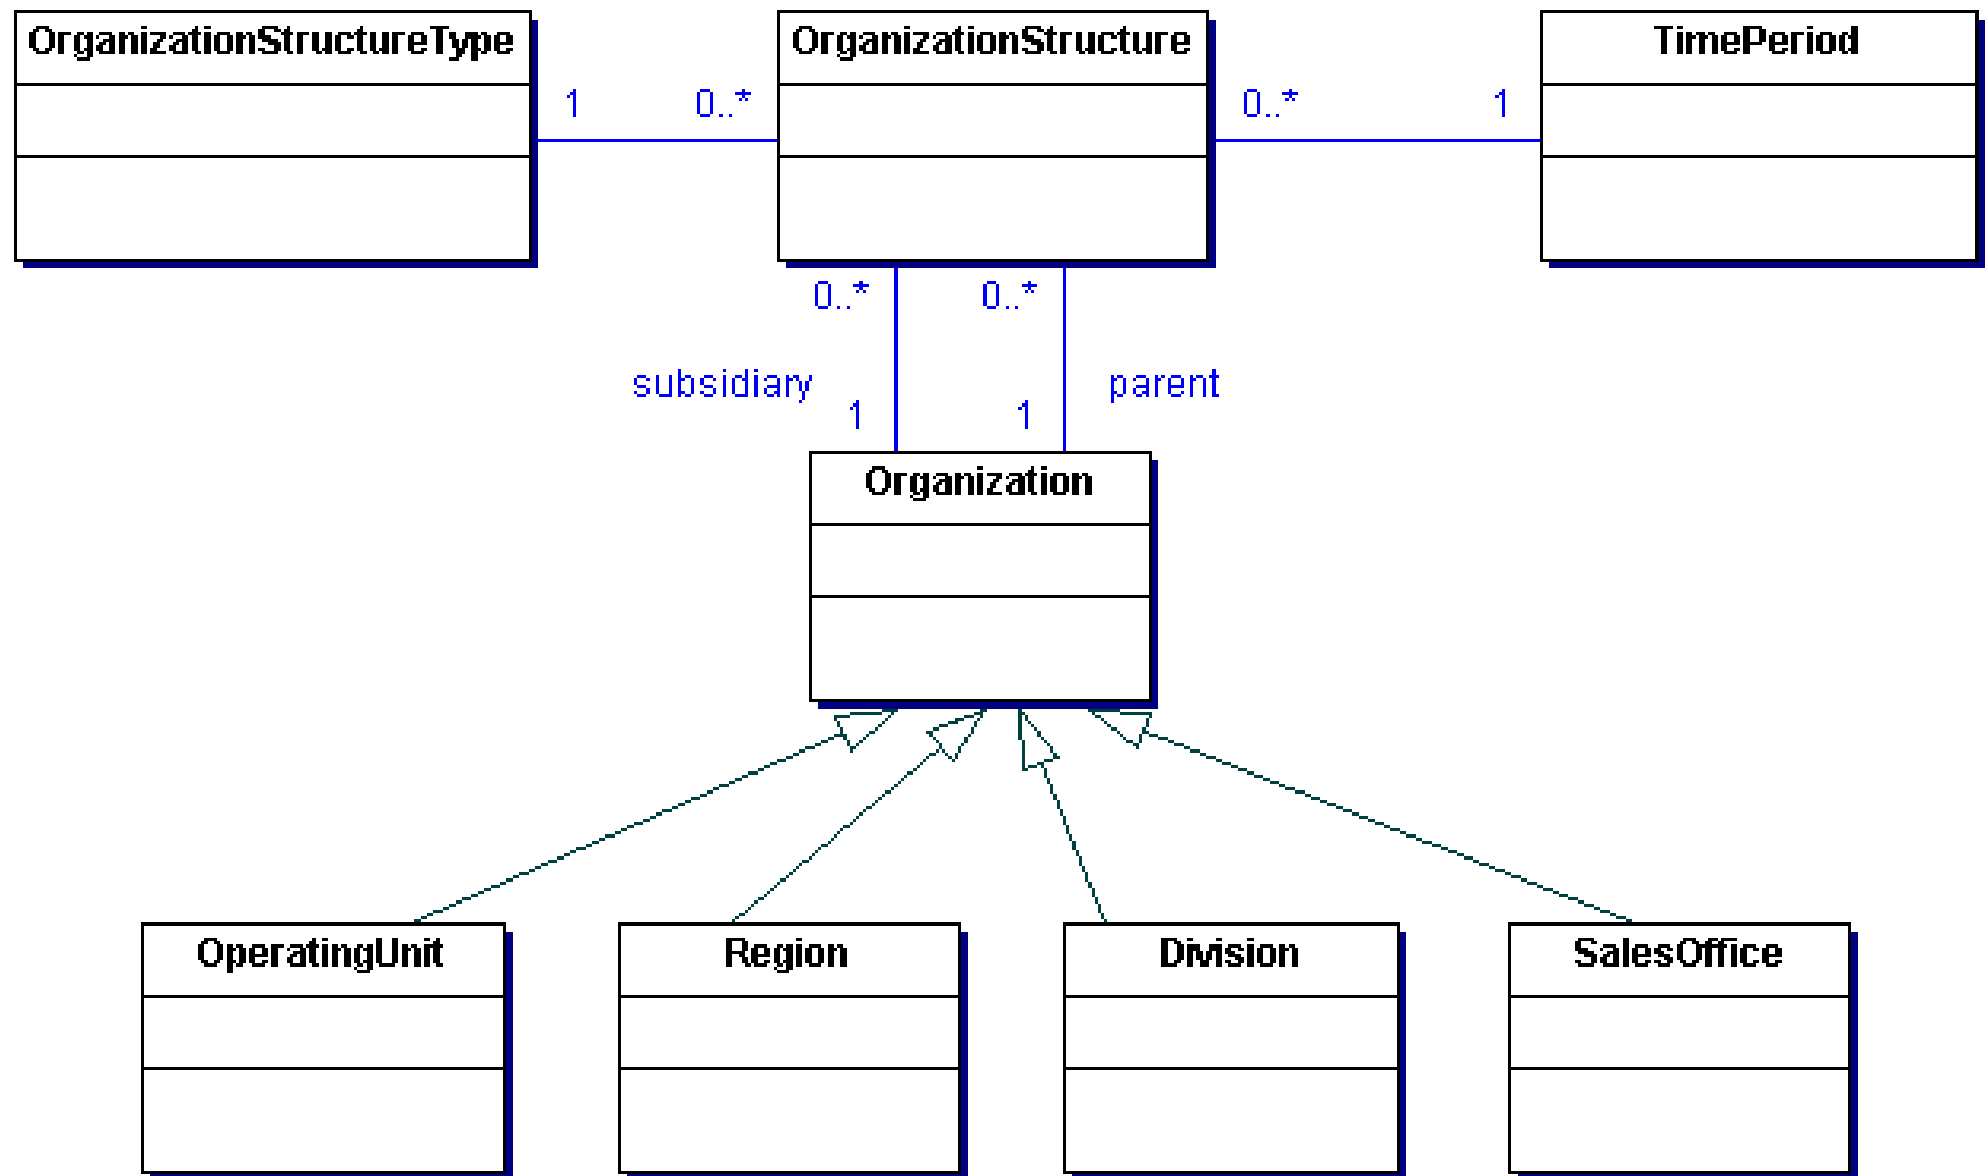 OrganizationStructureType
OrganizationStructure
TimePeriod
1
0..*
0..*
1
0..*
0..*
subsidiary
parent
1
1
Organization
OperatingUnit
Region
Division
SalesOffice